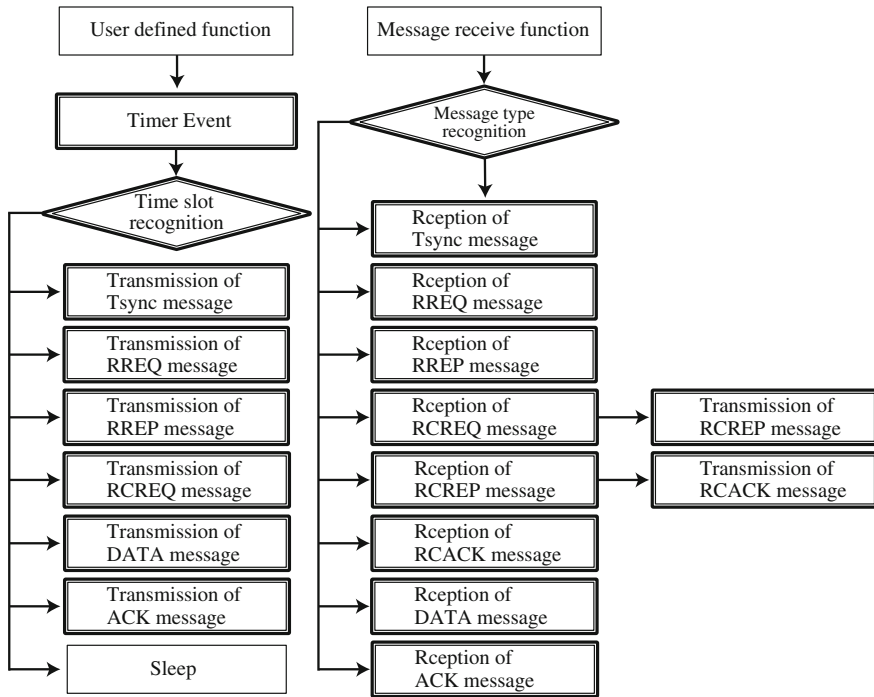 User defined function
Timer Event
Time slot
recognition
Transmission of
Tsync message
Transmission of
RREQ message
Transmission of
RREP message
Transmission of
RCREQ message
Transmission of
DATA message
Transmission of
ACK message
Sleep
Message receive function
Message type
recognition
Rception of
Tsync message
Rception of
RREQ message
Rception of
RREP message
Rception of
RCREQ message
Transmission of
RCREP message
Rception of
RCREP message
Transmission of
RCACK message
Rception of
RCACK message
Rception of
DATA message
Rception of
ACK message